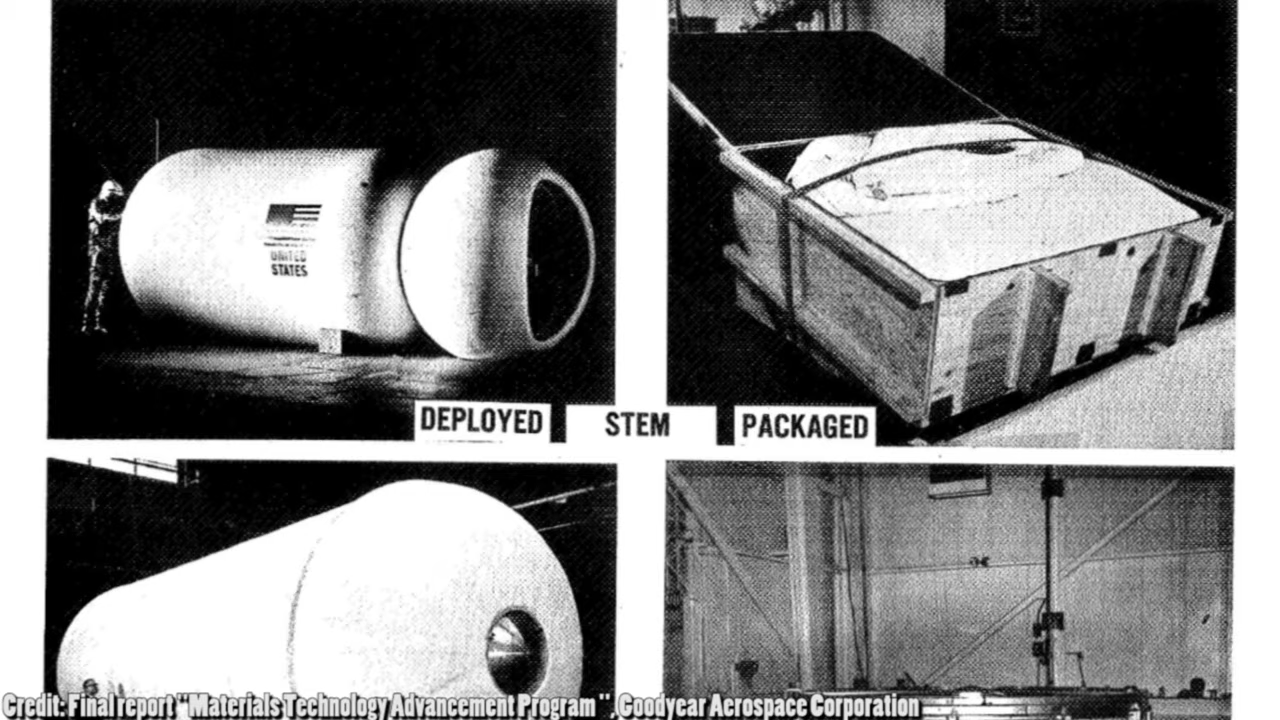 UNITED
STATES
DEPLOYED
STEM
PACKAGED
Credit: Final report "Materials Technology Advancement Program ", Goodyear Aerospace Corporation